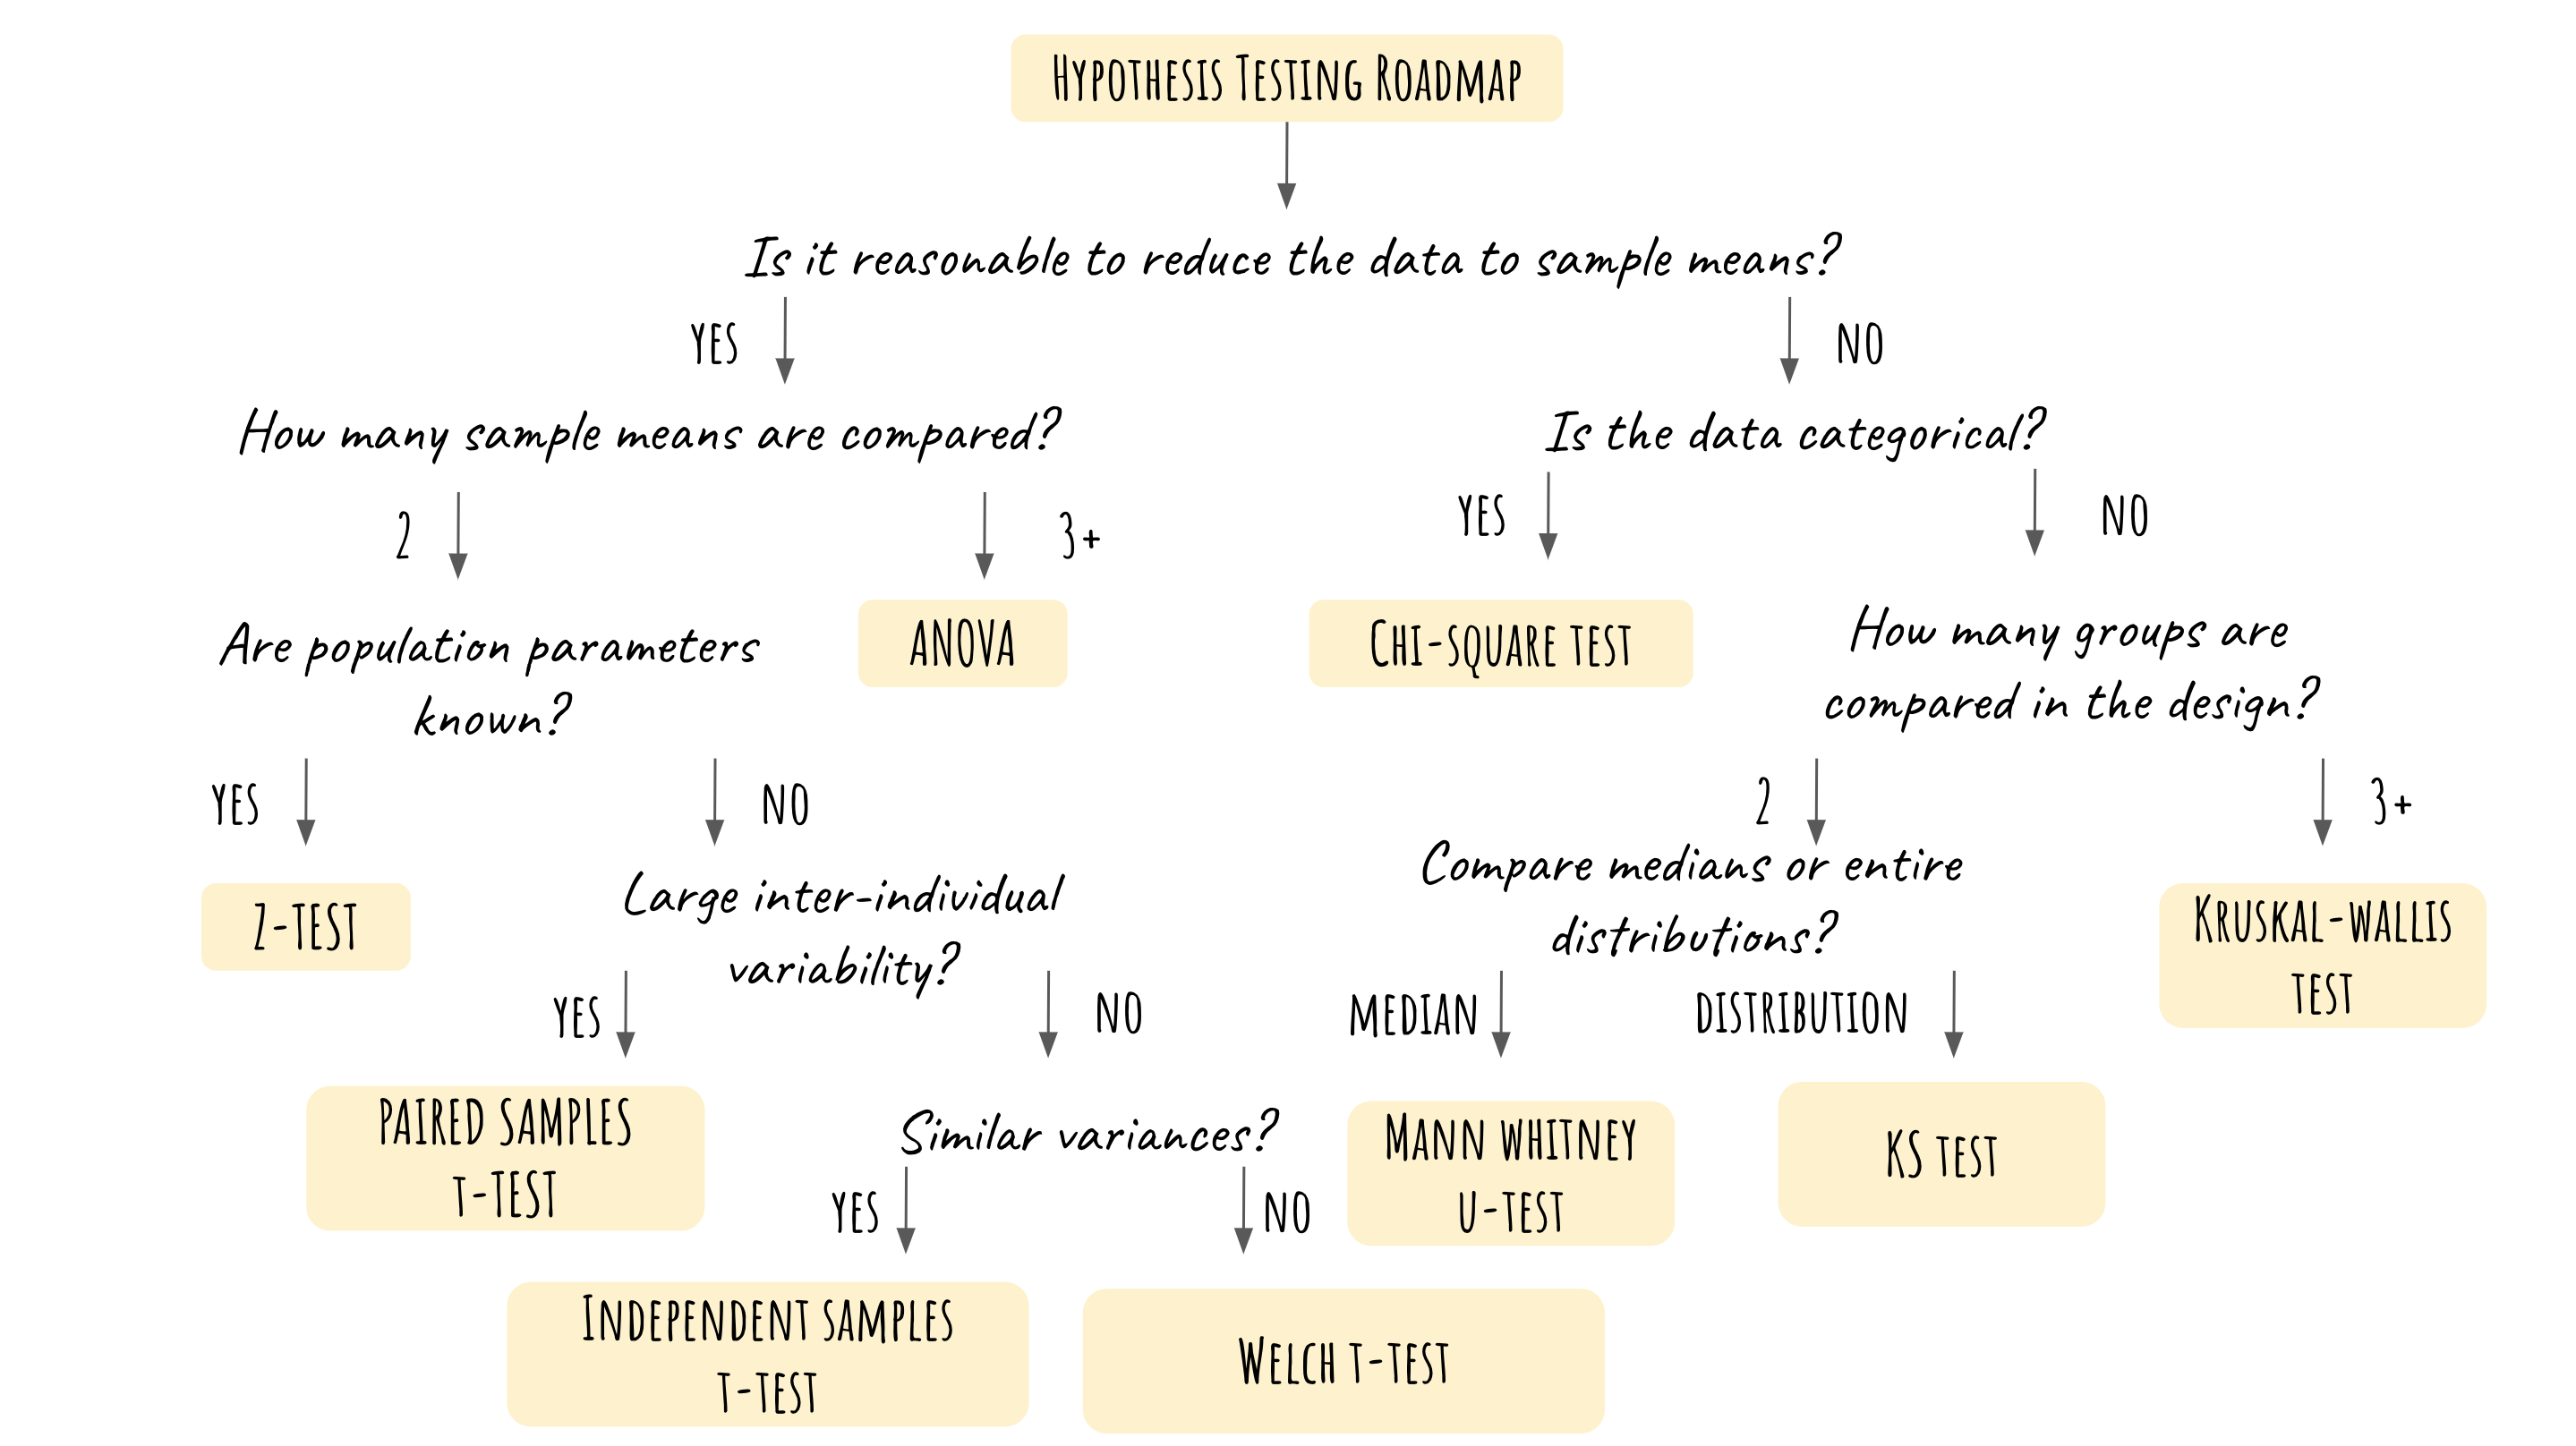 Hypothesis Testing Roadmap
Is it reasonable to reduce the data to sample means?
YES
NO
How many sample means are compared?
Is the data categorical?
2
3+
YES
NO
Are population parameters
known?
ANOVA
Chi-square test
How many groups are
compared in the design?
YES
NO
2
3+
Z-TEST
Large inter-individual
variability?
Compare medians or entire
distributions?
Kruskal-wallis
test
YES
NO
MEDIAN
DISTRIBUTION
PAIRED SAMPLES
t-TEST
Similar variances?
Mann whitney
u-test
KS test
YES
NO
Independent samples
t-test
Welch t-test